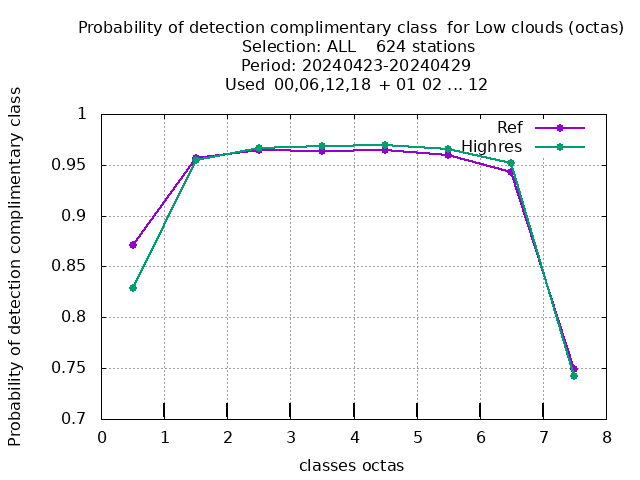 Probability of detection complimentary class  for Low clouds (octas)
Selection: ALL    624 stations
Period: 20240423-20240429
Used  00,06,12,18 + 01 02 ... 12
Probability of detection complimentary class
1
0.95
0.9
0.85
0.8
0.75
0.7
Ref
Highres
0 1 2 3 4 5 6 7 8
classes octas